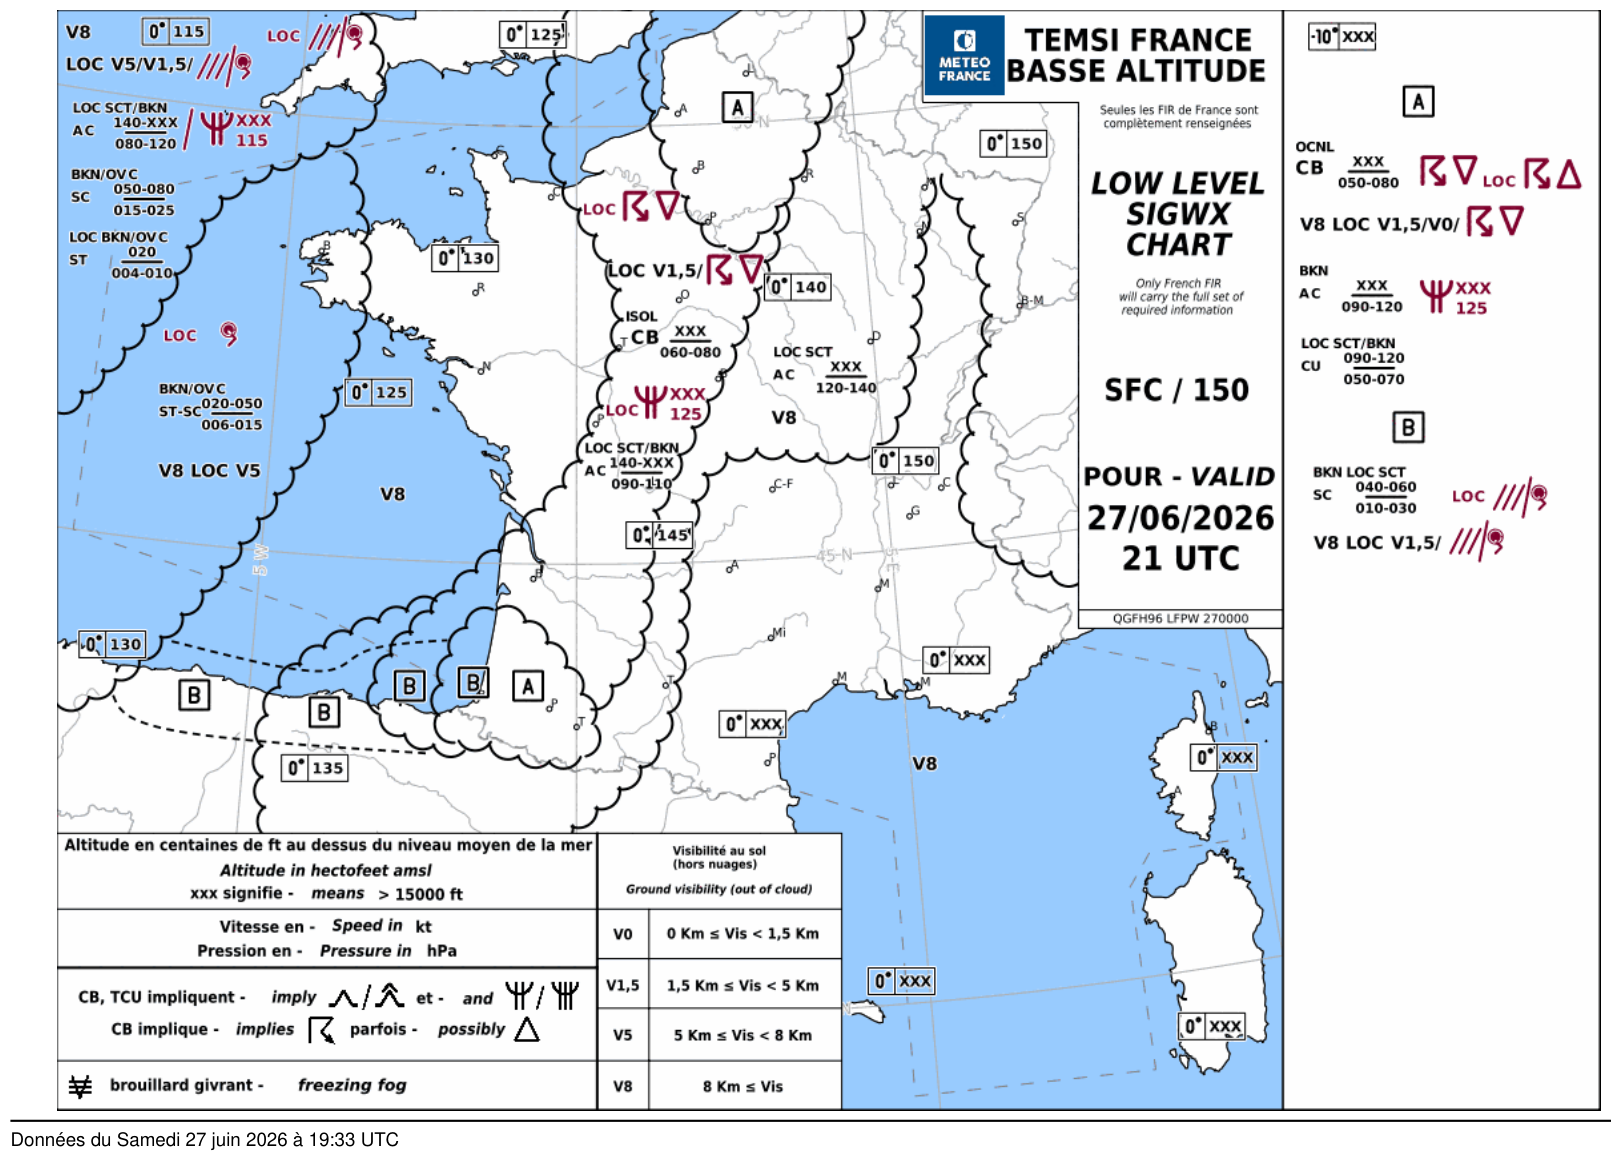 V8
0° 115
LOC
LOC V5/V1,5/
LOC SCT/BKN
AC 140-XXX
080-120
XXX
115
BKN/OVC
SC 050-080
015-025
LOC BKN/OVC
ST 020
004-010
LOC
BKN/OVC
ST-SC 020-050
006-015
V8 LOC V5
0° 125
A
50 N
LOC
0° 130
LOC V1,5/
0° 140
ISOL
CB XXX
060-080
LOC SCT
AC XXX
120-140
V8
LOC XXX
125
LOC SCT/BKN
AC 140-XXX
090-110
0° 125
V8
0° 150
0° 150
0° 145
45 N
5 W
5 E
0° 130
B
B
B
B
A
0° 135
0° XXX
0° XXX
V8
0° XXX
0° XXX
0° XXX
L
A
B
R
P
C
C
B
R
N
O
T
P
M
N
S
B-M
D
C-F
L
C
G
B
A
M
Mi
T
P
T
M
M
N
P
B
A
METEO
FRANCE
TEMSI FRANCE
BASSE ALTITUDE
Seules les FIR de France sont
complètement renseignées
LOW LEVEL
SIGWX
CHART
Only French FIR
will carry the full set of
required information
SFC / 150
POUR - VALID
27/06/2026
21 UTC
QGFH96 LFPW 270000
-10° XXX
A
OCNL
CB XXX
050-080
LOC
V8 LOC V1,5/V0/
BKN
AC XXX
090-120
XXX
125
LOC SCT/BKN
CU 090-120
050-070
B
BKN LOC SCT
SC 040-060
010-030
LOC
V8 LOC V1,5/
Altitude en centaines de ft au dessus du niveau moyen de la mer
Altitude in hectofeet amsl
xxx signifie - means > 15000 ft
Vitesse en - Speed in kt
Pression en - Pressure in hPa
CB, TCU impliquent - imply / et - and /
CB implique - implies parfois - possibly
brouillard givrant - freezing fog
Visibilité au sol
(hors nuages)
Ground visibility (out of cloud)
V0 0 Km ≤ Vis < 1,5 Km
V1,5 1,5 Km ≤ Vis < 5 Km
V5 5 Km ≤ Vis < 8 Km
V8 8 Km ≤ Vis
Données du Samedi 27 juin 2026 à 19:33 UTC